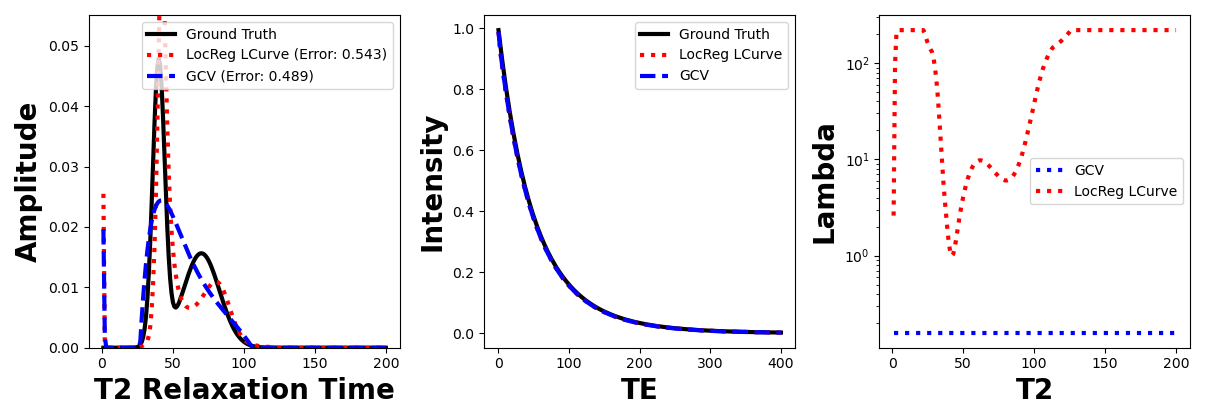 Amplitude
0.05
0.04
0.03
0.02
0.01
0.00
Ground Truth
LocReg LCurve (Error: 0.543)
GCV (Error: 0.489)
0 50 100 150 200
T2 Relaxation Time
Intensity
1.0
0.8
0.6
0.4
0.2
0.0
Ground Truth
LocReg LCurve
GCV
0 100 200 300 400
TE
Lambda
10²
10¹
10⁰
GCV
LocReg LCurve
0 50 100 150 200
T2